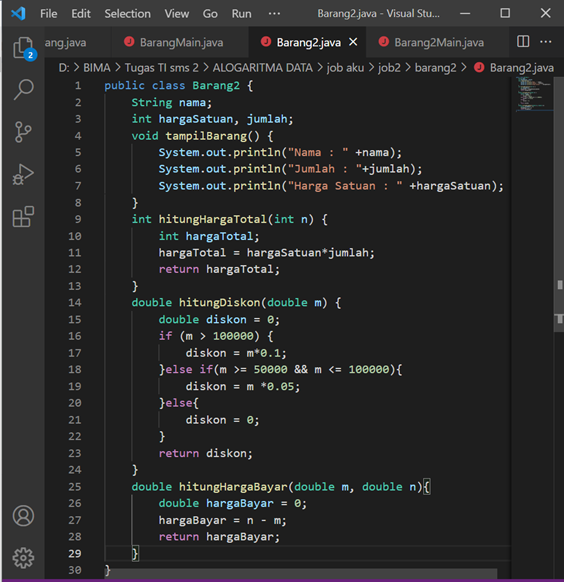 File Edit Selection View Go Run ··· Barang2.java - Visual Stu...
ang.java BarangMain.java Barang2.java Barang2Main.java ···
2
D: > BIMA > Tugas TI sms 2 > ALOGARITMA DATA > job aku > job2 > barang2 > Barang2.java
1 public class Barang2 {
2 String nama;
3 int hargaSatuan, jumlah;
4 void tampilBarang() {
5 System.out.println("Nama : " +nama);
6 System.out.println("Jumlah : "+jumlah);
7 System.out.println("Harga Satuan : " +hargaSatuan);
8 }
9 int hitungHargaTotal(int n) {
10 int hargaTotal;
11 hargaTotal = hargaSatuan*jumlah;
12 return hargaTotal;
13 }
14 double hitungDiskon(double m) {
15 double diskon = 0;
16 if (m > 100000) {
17 diskon = m*0.1;
18 }else if(m >= 50000 && m <= 100000){
19 diskon = m *0.05;
20 }else{
21 diskon = 0;
22 }
23 return diskon;
24 }
25 double hitungHargaBayar(double m, double n){
26 double hargaBayar = 0;
27 hargaBayar = n - m;
28 return hargaBayar;
29 }
30 }